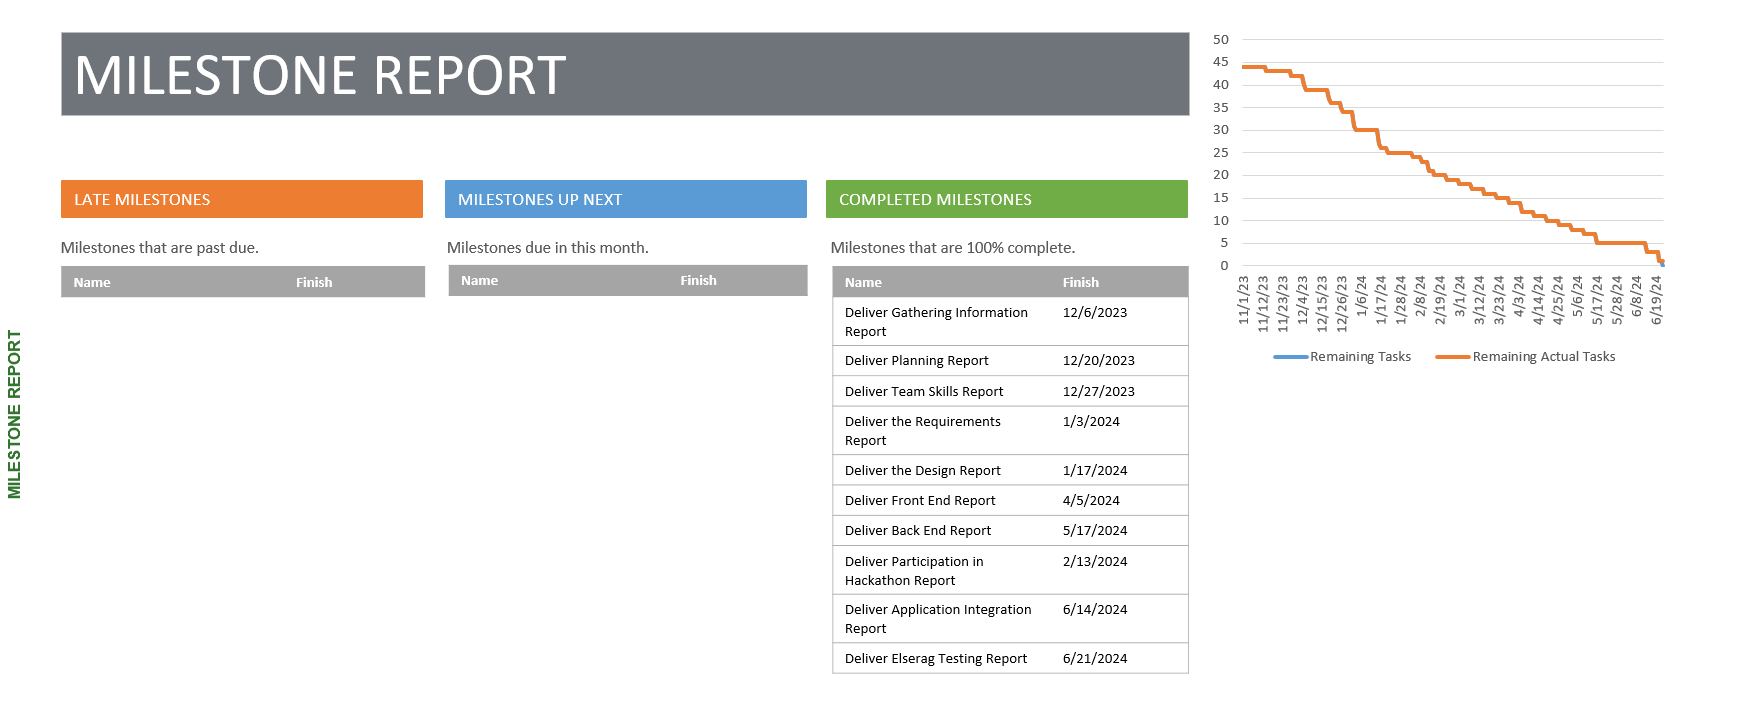 MILESTONE REPORT
LATE MILESTONES
Milestones that are past due.
Name Finish
MILESTONES UP NEXT
Milestones due in this month.
Name Finish
COMPLETED MILESTONES
Milestones that are 100% complete.
Name Finish
Deliver Gathering Information 12/6/2023
Report
Deliver Planning Report 12/20/2023
Deliver Team Skills Report 12/27/2023
Deliver the Requirements 1/3/2024
Report
Deliver the Design Report 1/17/2024
Deliver Front End Report 4/5/2024
Deliver Back End Report 5/17/2024
Deliver Participation in 2/13/2024
Hackathon Report
Deliver Application Integration 6/14/2024
Report
Deliver Elserag Testing Report 6/21/2024
50
45
40
35
30
25
20
15
10
5
0
11/1/23
11/12/23
11/23/23
12/4/23
12/15/23
12/26/23
1/6/24
1/17/24
1/28/24
2/8/24
2/19/24
3/1/24
3/12/24
3/23/24
4/3/24
4/14/24
4/25/24
5/6/24
5/17/24
5/28/24
6/8/24
6/19/24
Remaining Tasks
Remaining Actual Tasks
MILESTONE REPORT